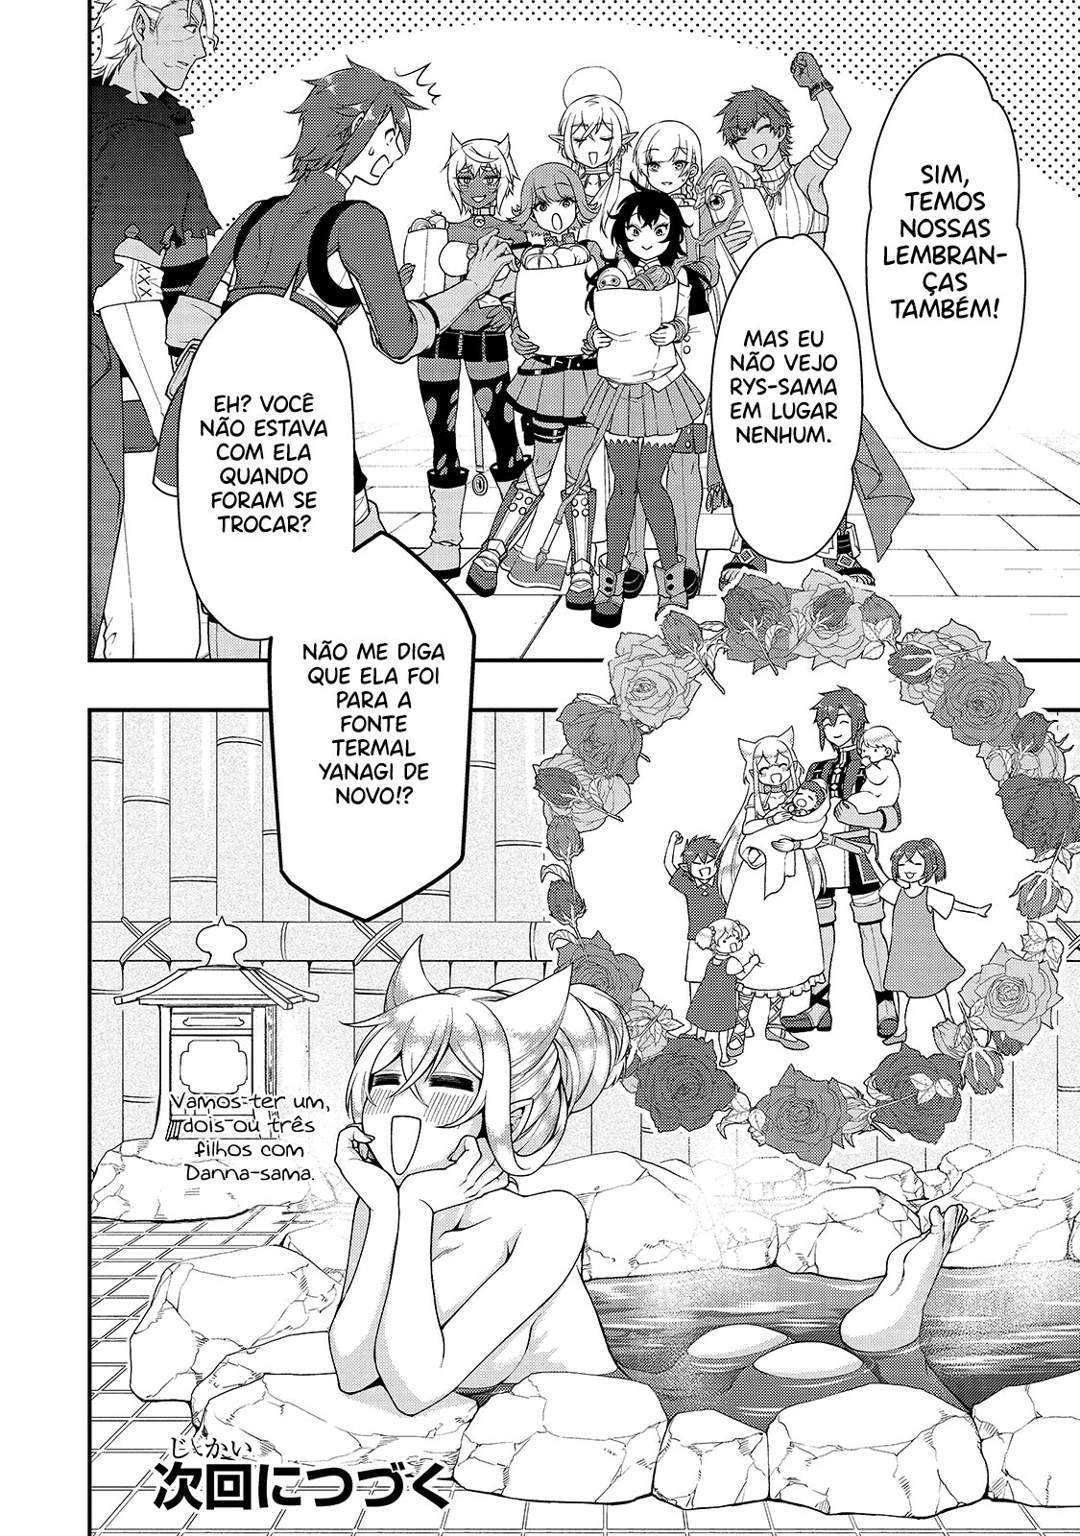 SIM,
TEMOS
NOSSAS
LEMBRAN-
ÇAS
TAMBÉM!
MAS EU
NÃO VEJO
RYS-SAMA
EM LUGAR
NENHUM.
EH? VOCÊ
NÃO ESTAVA
COM ELA
QUANDO
FORAM SE
TROCAR?
NÃO ME DIGA
QUE ELA FOI
PARA A
FONTE
TERMAL
YANAGI DE
NOVO!?
Vamos ter um,
dois ou três
filhos com
Danna-sama.
じかい
次回につづく